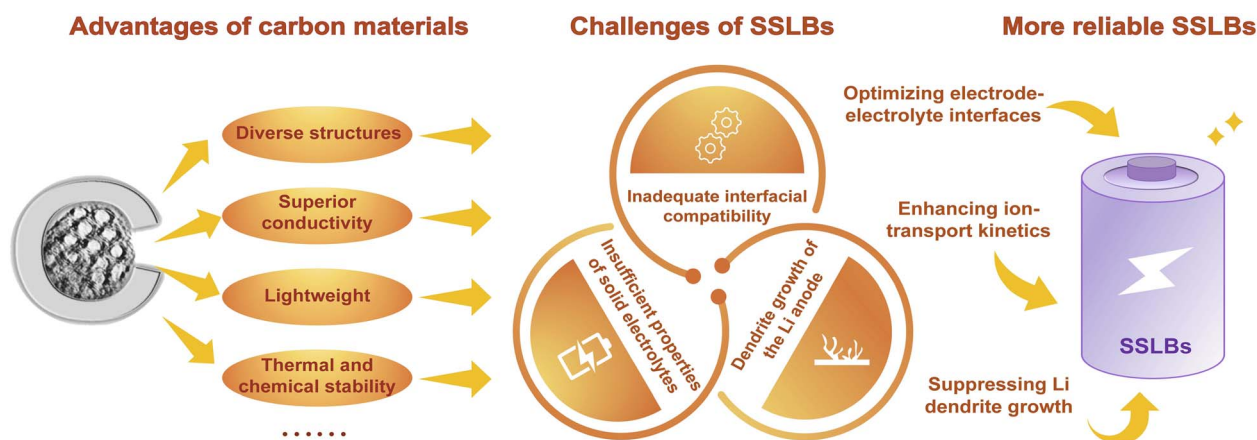 Advantages of carbon materials
Diverse structures
Superior
conductivity
Lightweight
Thermal and
chemical stability
......
Challenges of SSLBs
Inadequate interfacial
compatibility
Insufficient properties
of solid electrolytes
Dendrite growth of
the Li anode
More reliable SSLBs
Optimizing electrode-
electrolyte interfaces
Enhancing ion-
transport kinetics
Suppressing Li
dendrite growth
SSLBs